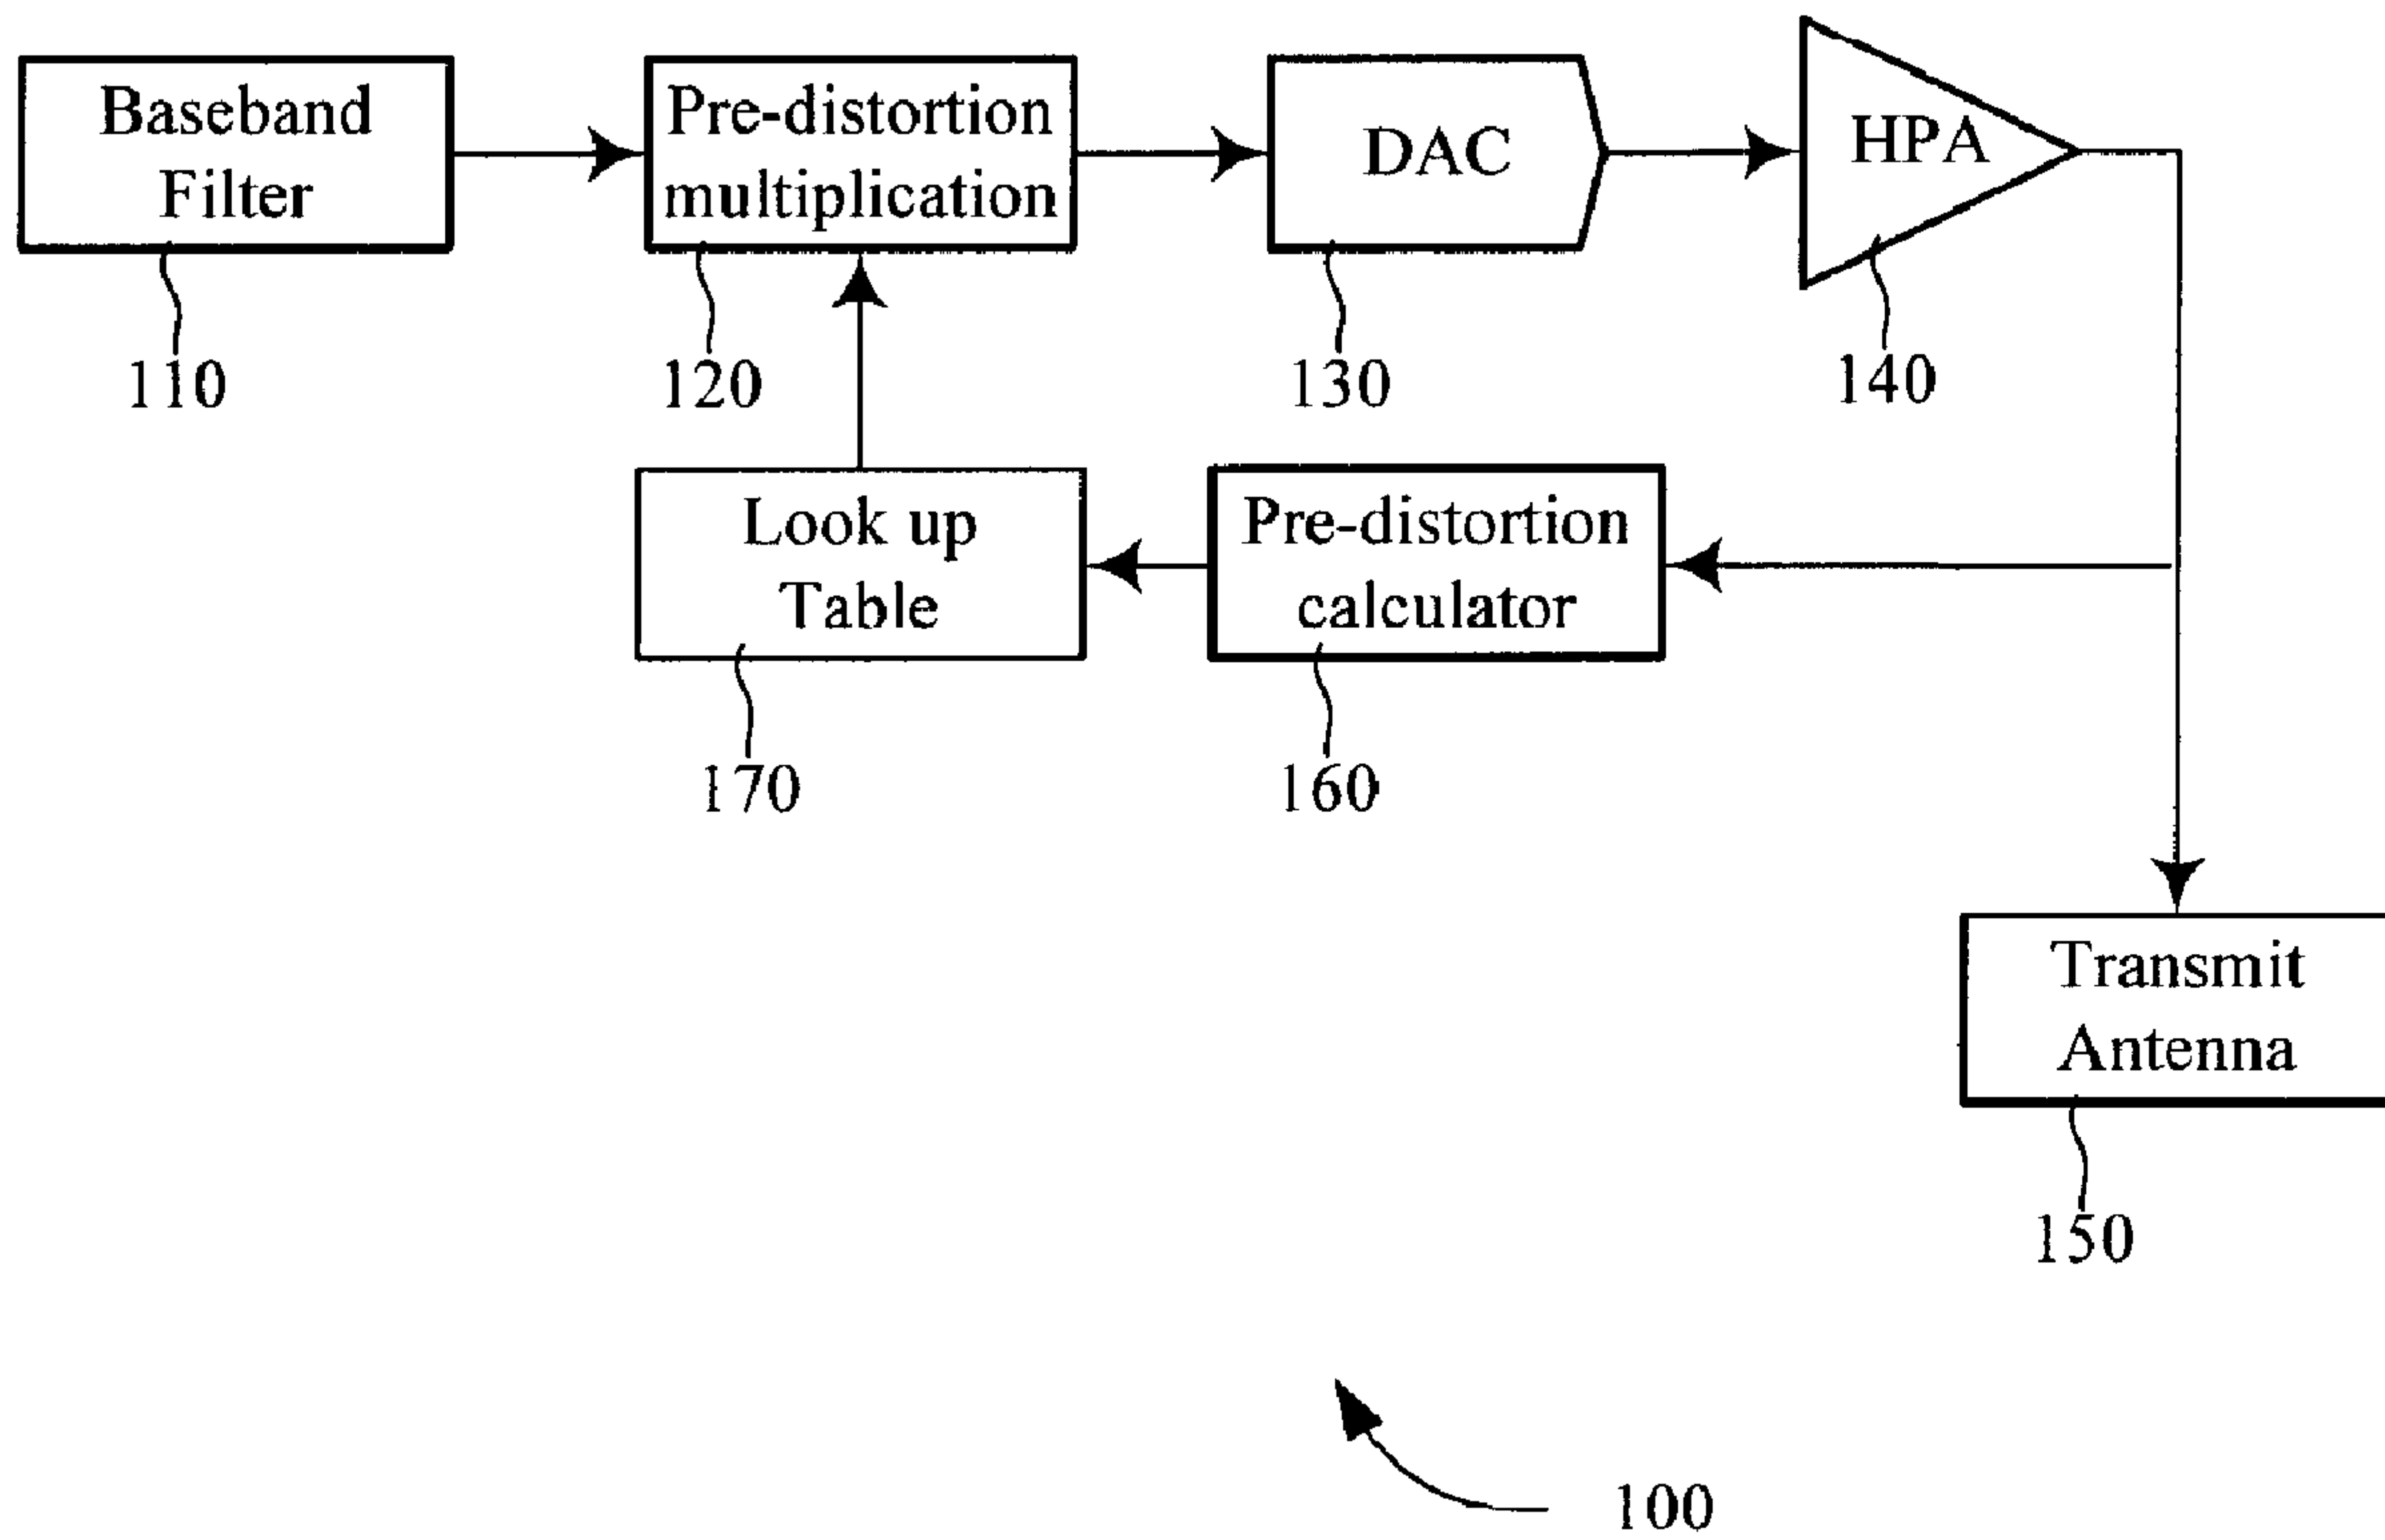 Baseband
Filter
110
Pre-distortion
multiplication
120
DAC
130
HPA
140
Look up
Table
170
Pre-distortion
calculator
160
Transmit
Antenna
150
100